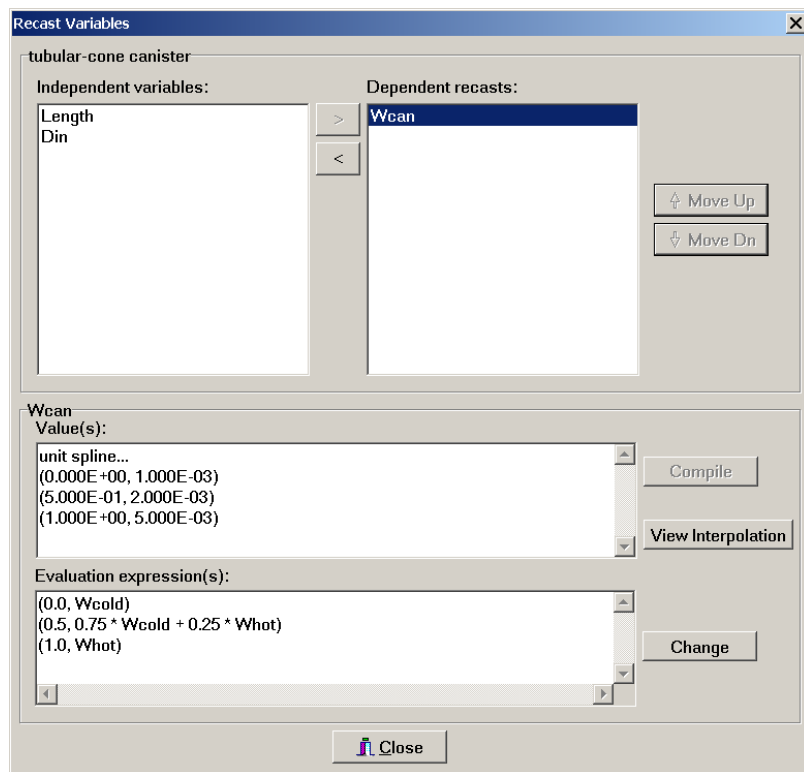 Recast Variables
tubular-cone canister
Independent variables:
Length
Din
>
<
Dependent recasts:
Wcan
Move Up
Move Dn
Wcan
Value(s):
unit spline...
(0.000E+00, 1.000E-03)
(5.000E-01, 2.000E-03)
(1.000E+00, 5.000E-03)
Compile
View Interpolation
Evaluation expression(s):
(0.0, Wcold)
(0.5, 0.75 * Wcold + 0.25 * Whot)
(1.0, Whot)
Change
Close